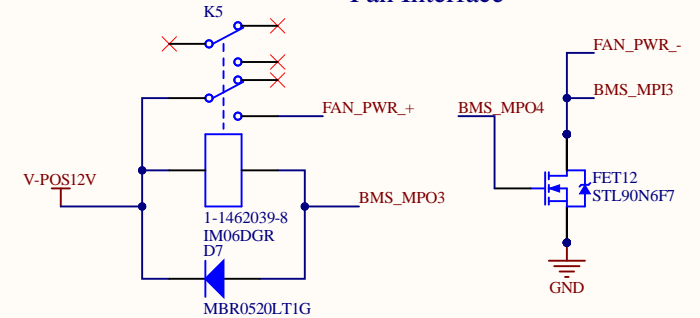 Fan Interface
K5
FAN_PWR_-
BMS_MPI3
FAN_PWR_+
BMS_MPO4
V-POS12V
FET12
STL90N6F7
BMS_MPO3
1-1462039-8
IM06DGR
D7
GND
MBR0520LT1G